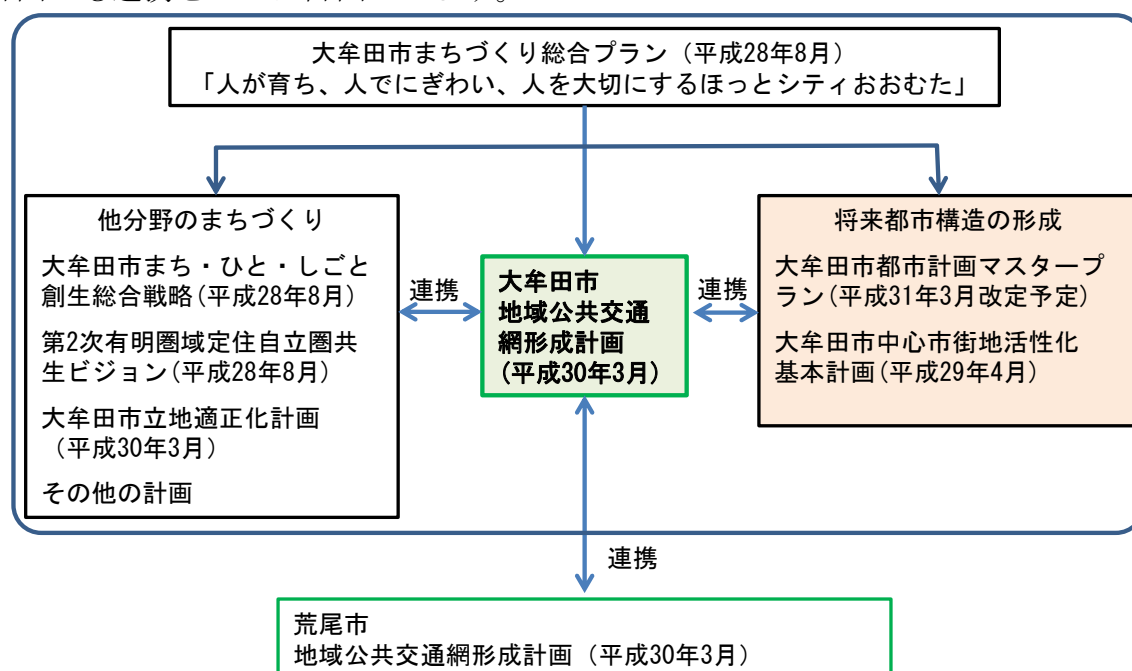 大牟田市まちづくり総合プラン（平成28年8月）
「人が育ち、人でにぎわい、人を大切にするほっとシティおおむた」
他分野のまちづくり
大牟田市まち・ひと・しごと
創生総合戦略(平成28年8月）
第2次有明圏域定住自立圏共
生ビジョン(平成28年8月）
大牟田市立地適正化計画
（平成30年3月）
その他の計画
連携
大牟田市
地域公共交通
網形成計画
(平成30年3月）
連携
将来都市構造の形成
大牟田市都市計画マスタープ
ラン(平成31年3月改定予定）
大牟田市中心市街地活性化
基本計画(平成29年4月）
連携
荒尾市
地域公共交通網形成計画（平成30年3月）